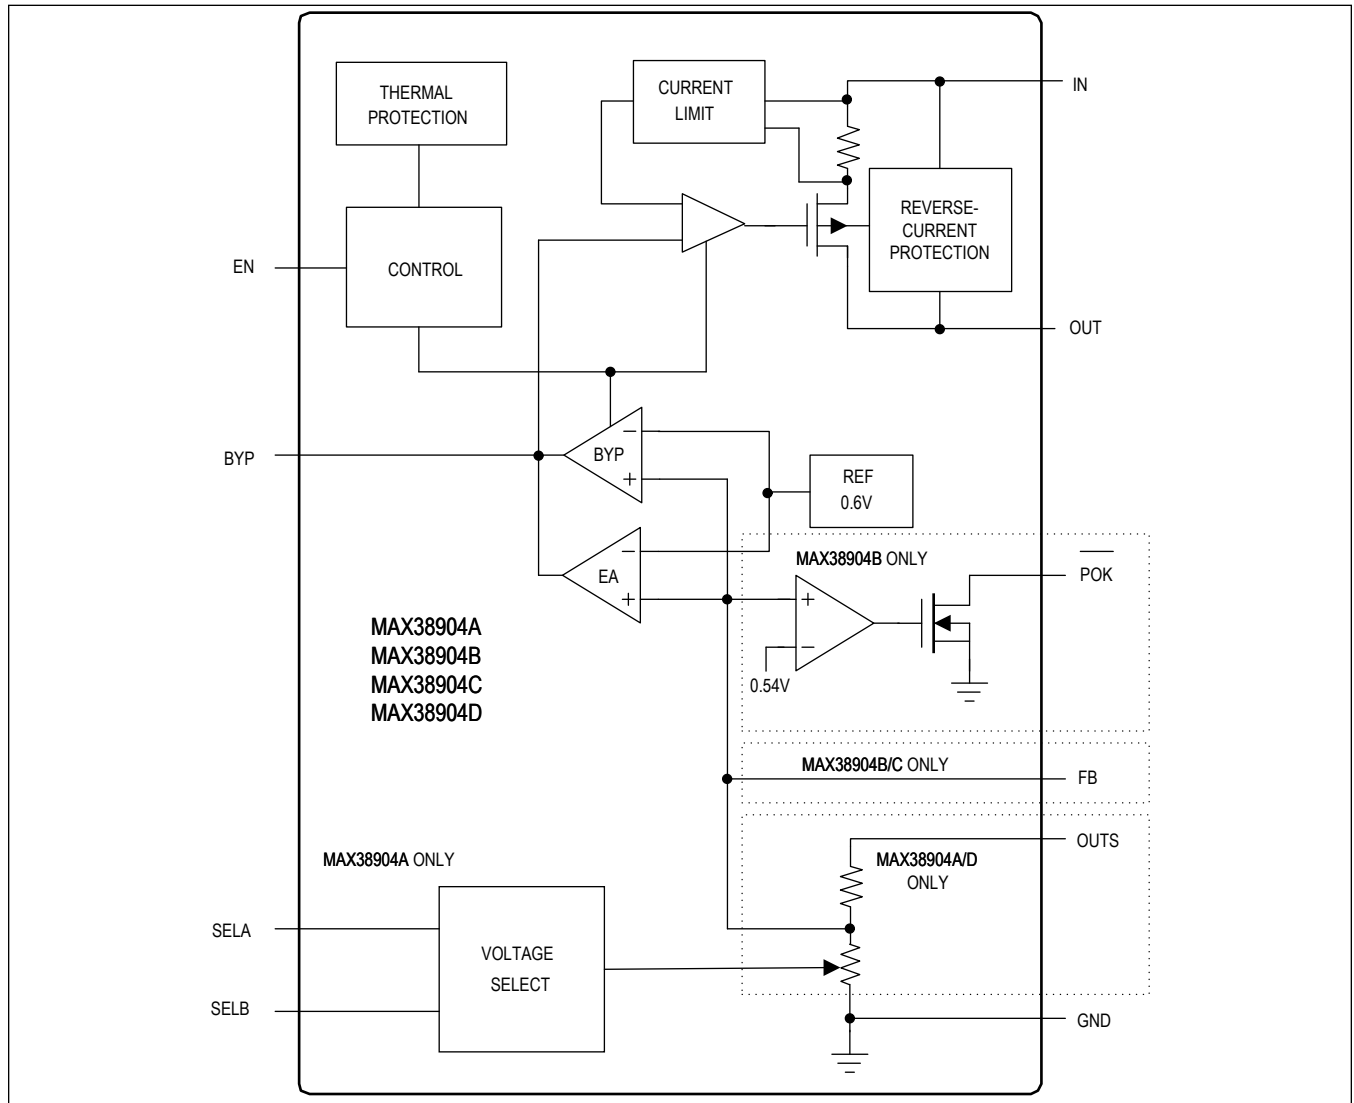 THERMAL
PROTECTION
CURRENT
LIMIT
IN
REVERSE-
CURRENT
PROTECTION
EN
CONTROL
OUT
BYP
−
BYP
+
REF
0.6V
−
EA
+
MAX38904B ONLY
POK
+
−
0.54V
MAX38904A
MAX38904B
MAX38904C
MAX38904D
MAX38904B/C ONLY
FB
OUTS
MAX38904A/D
ONLY
MAX38904A ONLY
SELA
VOLTAGE
SELECT
SELB
GND